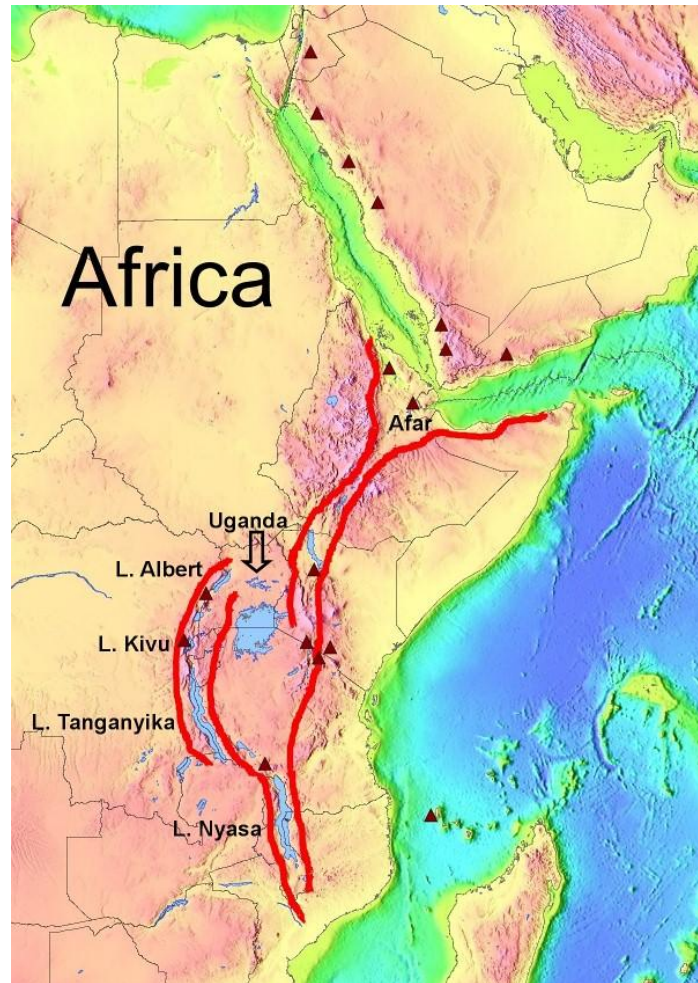 Africa
Afar
Uganda
L. Albert
L. Kivu
L. Tanganyika
L. Nyasa